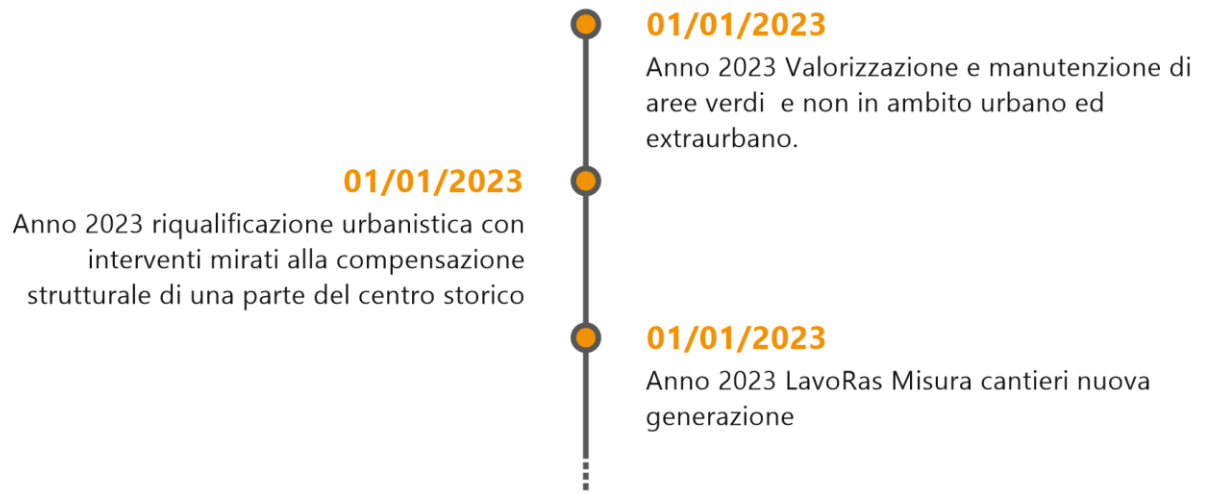 01/01/2023
Anno 2023 Valorizzazione e manutenzione di
aree verdi  e non in ambito urbano ed
extraurbano.
01/01/2023
Anno 2023 riqualificazione urbanistica con
interventi mirati alla compensazione
strutturale di una parte del centro storico
01/01/2023
Anno 2023 LavoRas Misura cantieri nuova
generazione